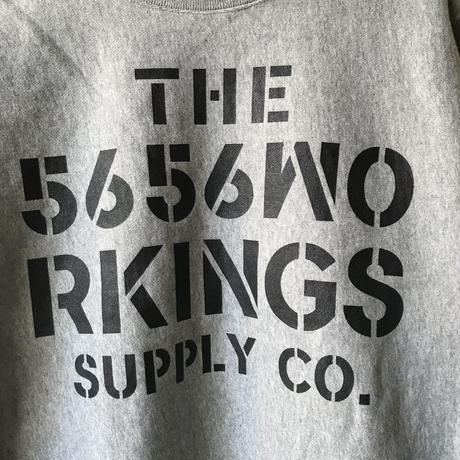 THE
5656WO
RKINGS
SUPPLY CO.